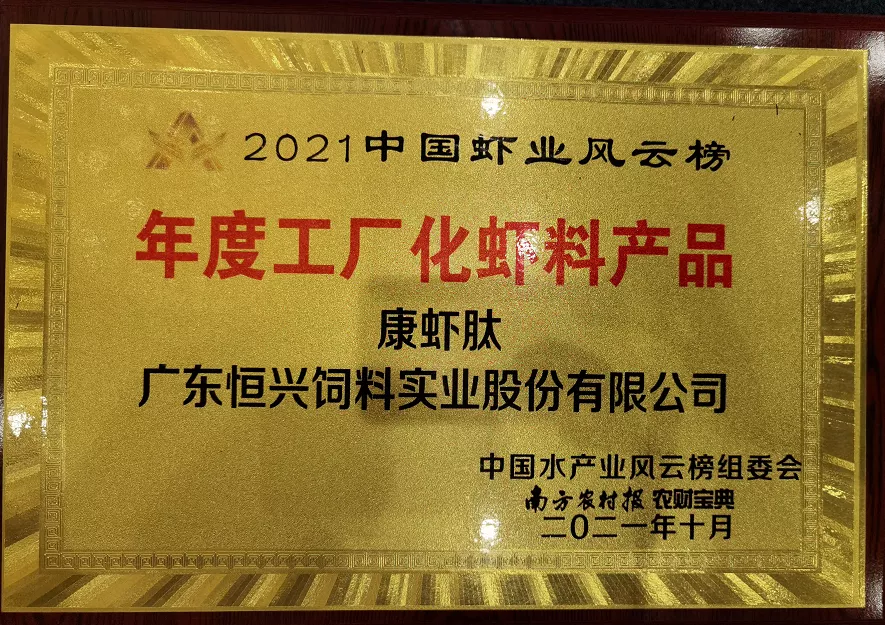 2021中国虾业风云榜
年度工厂化虾料产品
康虾肽
广东恒兴饲料实业股份有限公司
中国水产业风云榜组委会
南方农村报 农财宝典
二〇二一年十月